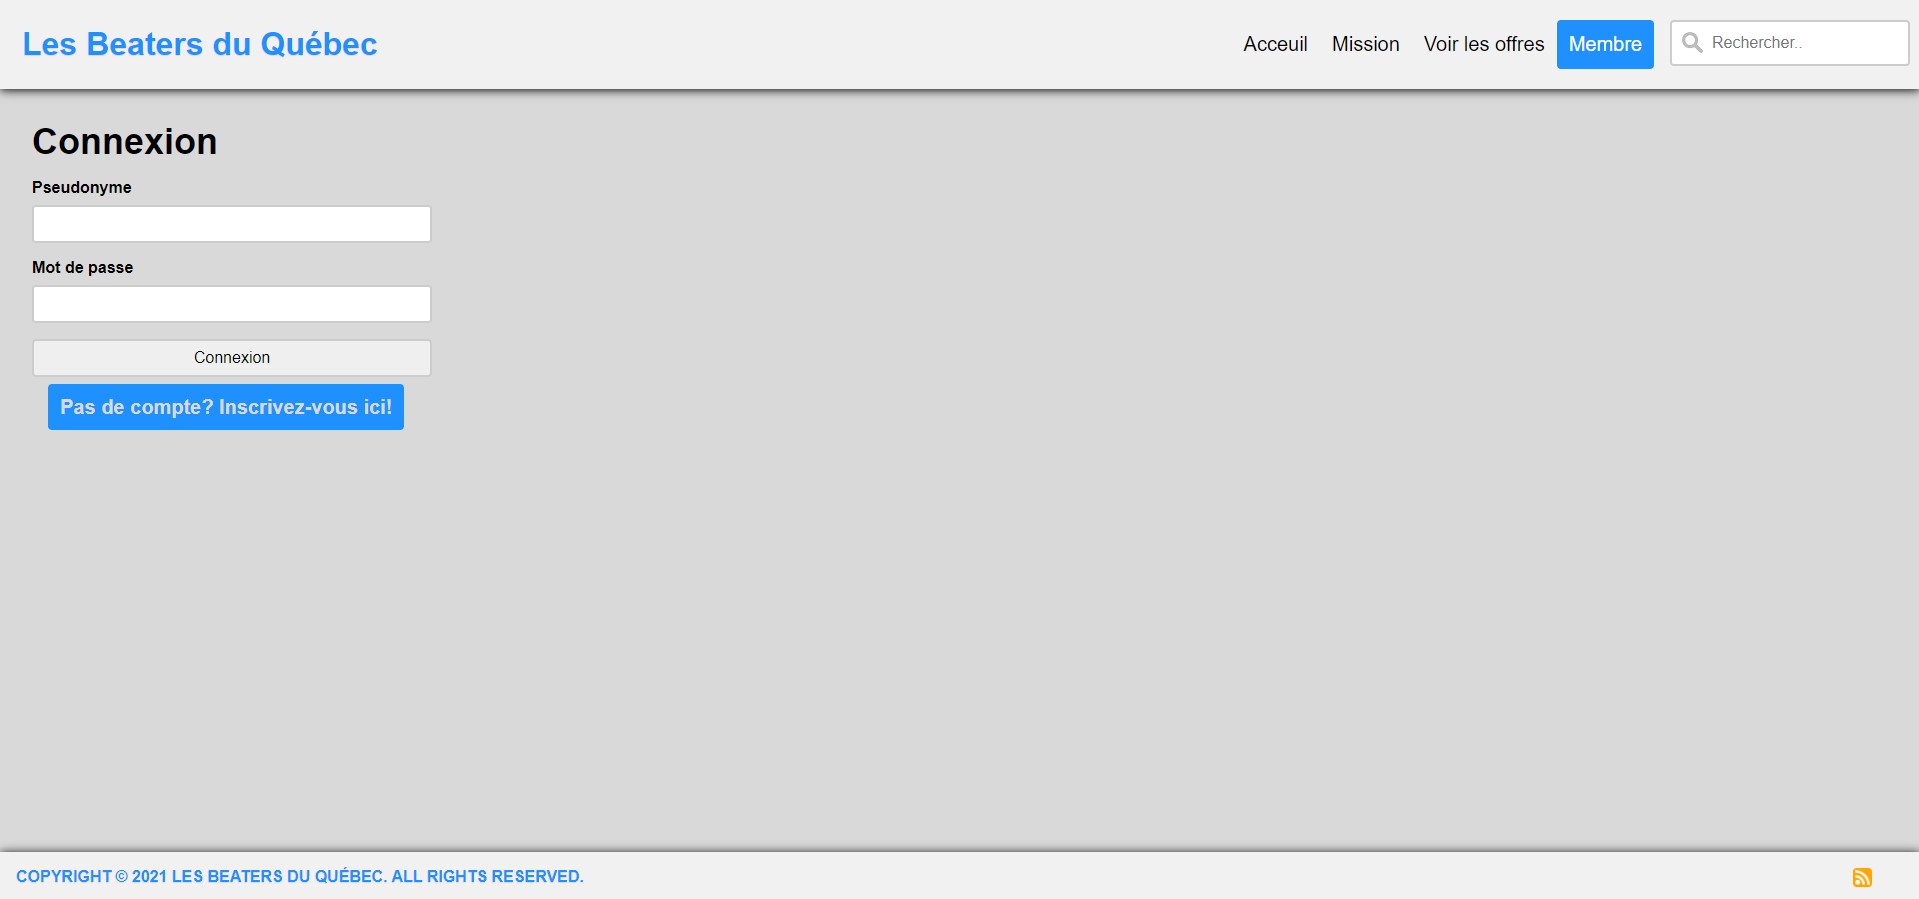 Les Beaters du Québec
Acceuil Mission Voir les offres Membre Rechercher..
Connexion
Pseudonyme
Mot de passe
Connexion
Pas de compte? Inscrivez-vous ici!
COPYRIGHT © 2021 LES BEATERS DU QUÉBEC. ALL RIGHTS RESERVED.